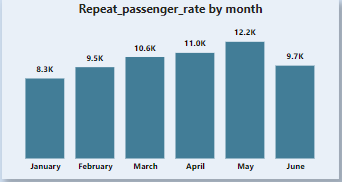 Repeat_passenger_rate by month
12.2K
11.0K
10.6K
9.5K
9.7K
8.3K
January February March April May June